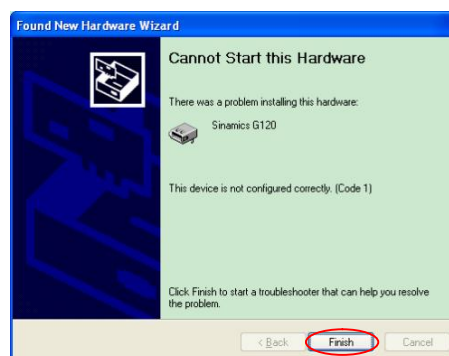 Found New Hardware Wizard
Cannot Start this Hardware
There was a problem installing this hardware:
Sinamics G120
This device is not configured correctly. (Code 1)
Click Finish to start a troubleshooter that can help you resolve
the problem.
< Back Finish Cancel